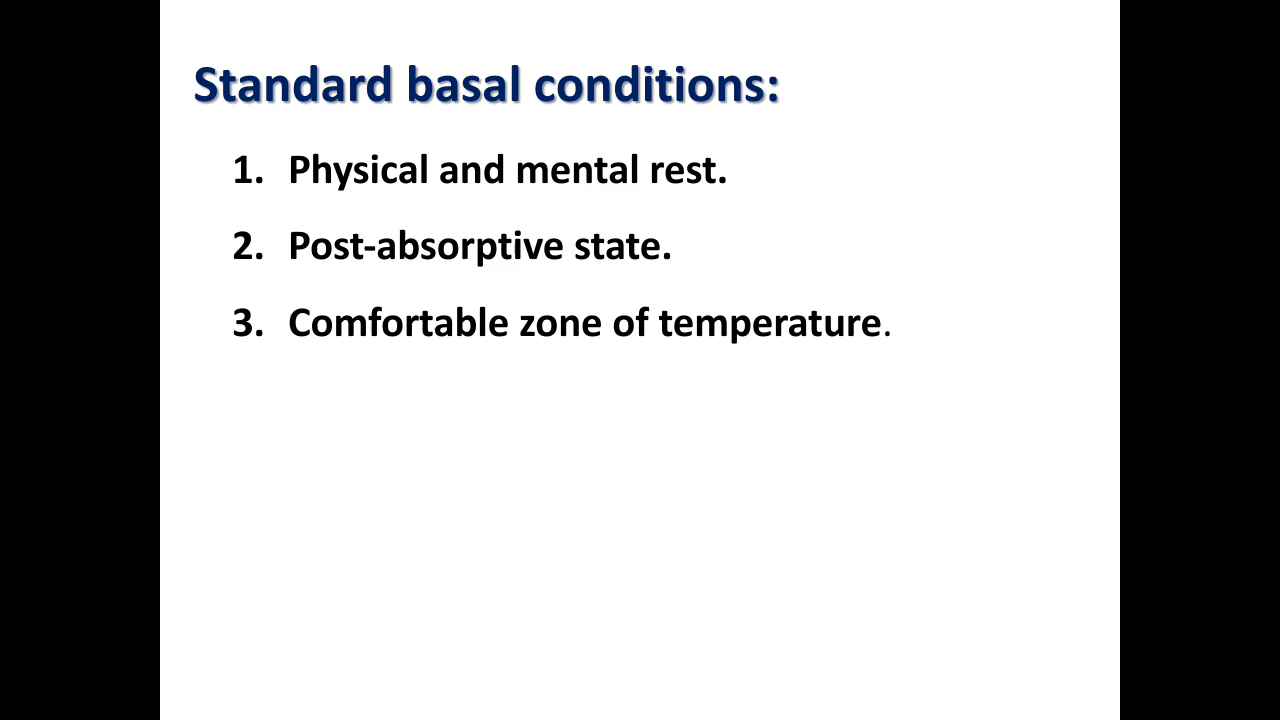 Standard basal conditions:
1. Physical and mental rest.
2. Post-absorptive state.
3. Comfortable zone of temperature.